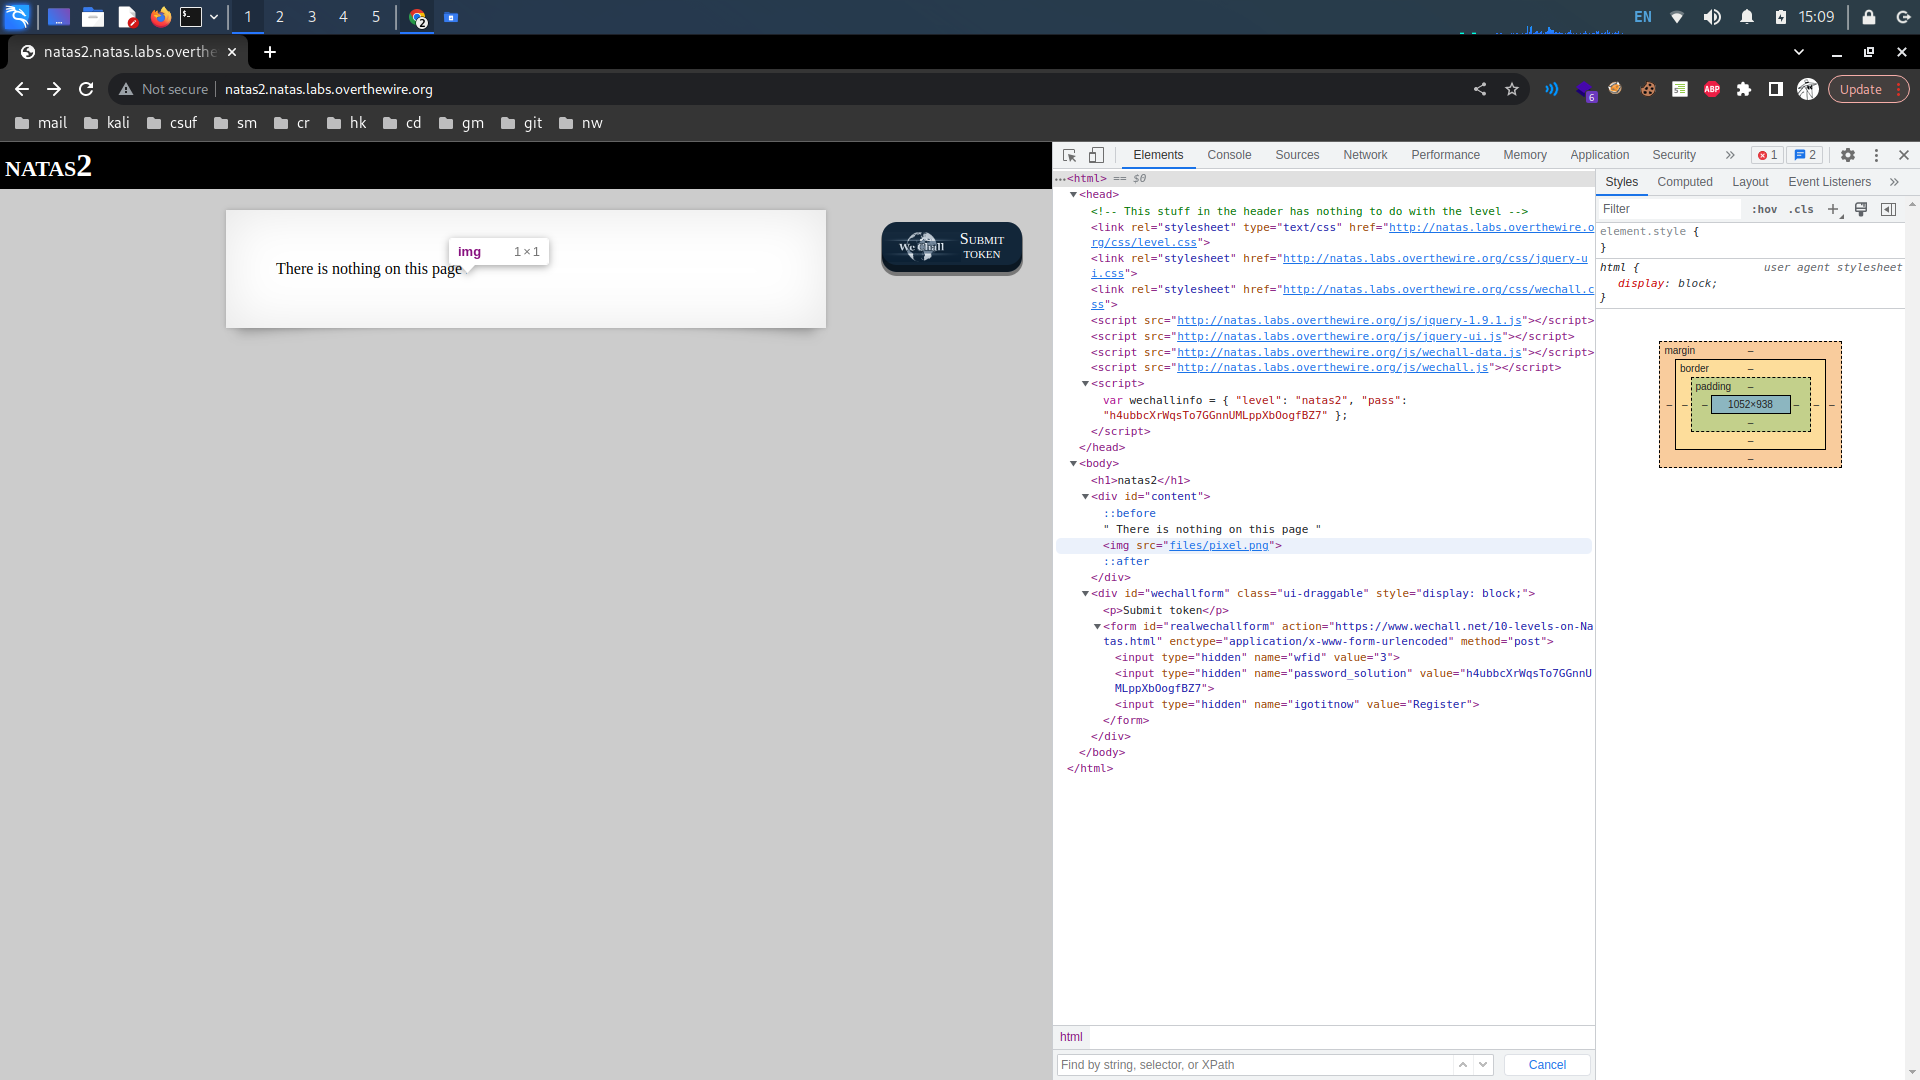 1 2 3 4 5 2 EN 15:09
natas2.natas.labs.overthe
Not secure natas2.natas.labs.overthewire.org 6 ABP Update
mail kali csuf sm cr hk cd gm git nw
NATAS2
There is nothing on this page
img 1×1
We Chall SUBMIT TOKEN
Elements Console Sources Network Performance Memory Application Security 1 2
<html> == $0
<head>
<!-- This stuff in the header has nothing to do with the level -->
<link rel="stylesheet" type="text/css" href="http://natas.labs.overthewire.o
rg/css/level.css">
<link rel="stylesheet" href="http://natas.labs.overthewire.org/css/jquery-u
i.css">
<link rel="stylesheet" href="http://natas.labs.overthewire.org/css/wechall.c
ss">
<script src="http://natas.labs.overthewire.org/js/jquery-1.9.1.js"></script>
<script src="http://natas.labs.overthewire.org/js/jquery-ui.js"></script>
<script src="http://natas.labs.overthewire.org/js/wechall-data.js"></script>
<script src="http://natas.labs.overthewire.org/js/wechall.js"></script>
<script>
var wechallinfo = { "level": "natas2", "pass":
"h4ubbcXrWqsTo7GGnnUMLppXbOogfBZ7" };
</script>
</head>
<body>
<h1>natas2</h1>
<div id="content">
::before
" There is nothing on this page "
<img src="files/pixel.png">
::after
</div>
<div id="wechallform" class="ui-draggable" style="display: block;">
<p>Submit token</p>
<form id="realwechallform" action="https://www.wechall.net/10-levels-on-Na
tas.html" enctype="application/x-www-form-urlencoded" method="post">
<input type="hidden" name="wfid" value="3">
<input type="hidden" name="password_solution" value="h4ubbcXrWqsTo7GGnnU
MLppXbOogfBZ7">
<input type="hidden" name="igotitnow" value="Register">
</form>
</div>
</body>
</html>
html
Find by string, selector, or XPath Cancel
Styles Computed Layout Event Listeners
Filter :hov .cls
element.style {
}
html { user agent stylesheet
display: block;
}
margin –
border –
padding –
– – – 1052×938 – – –
–
–
–